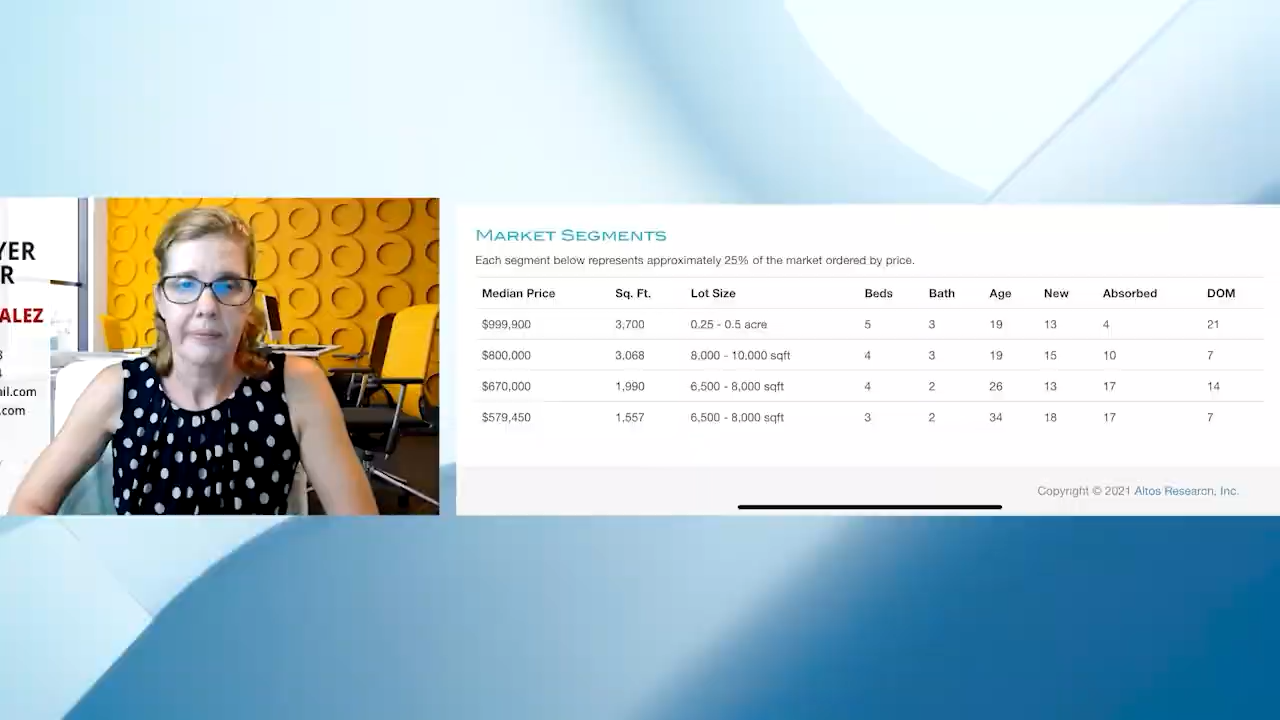 YER
R
ALEZ
ail.com
.com
MARKET SEGMENTS
Each segment below represents approximately 25% of the market ordered by price.
Median Price Sq. Ft. Lot Size Beds Bath Age New Absorbed DOM
$999,900 3,700 0.25 - 0.5 acre 5 3 19 13 4 21
$800,000 3,068 8,000 - 10,000 sqft 4 3 19 15 10 7
$670,000 1,990 6,500 - 8,000 sqft 4 2 26 13 17 14
$579,450 1,557 6,500 - 8,000 sqft 3 2 34 18 17 7
Copyright © 2021 Altos Research, Inc.